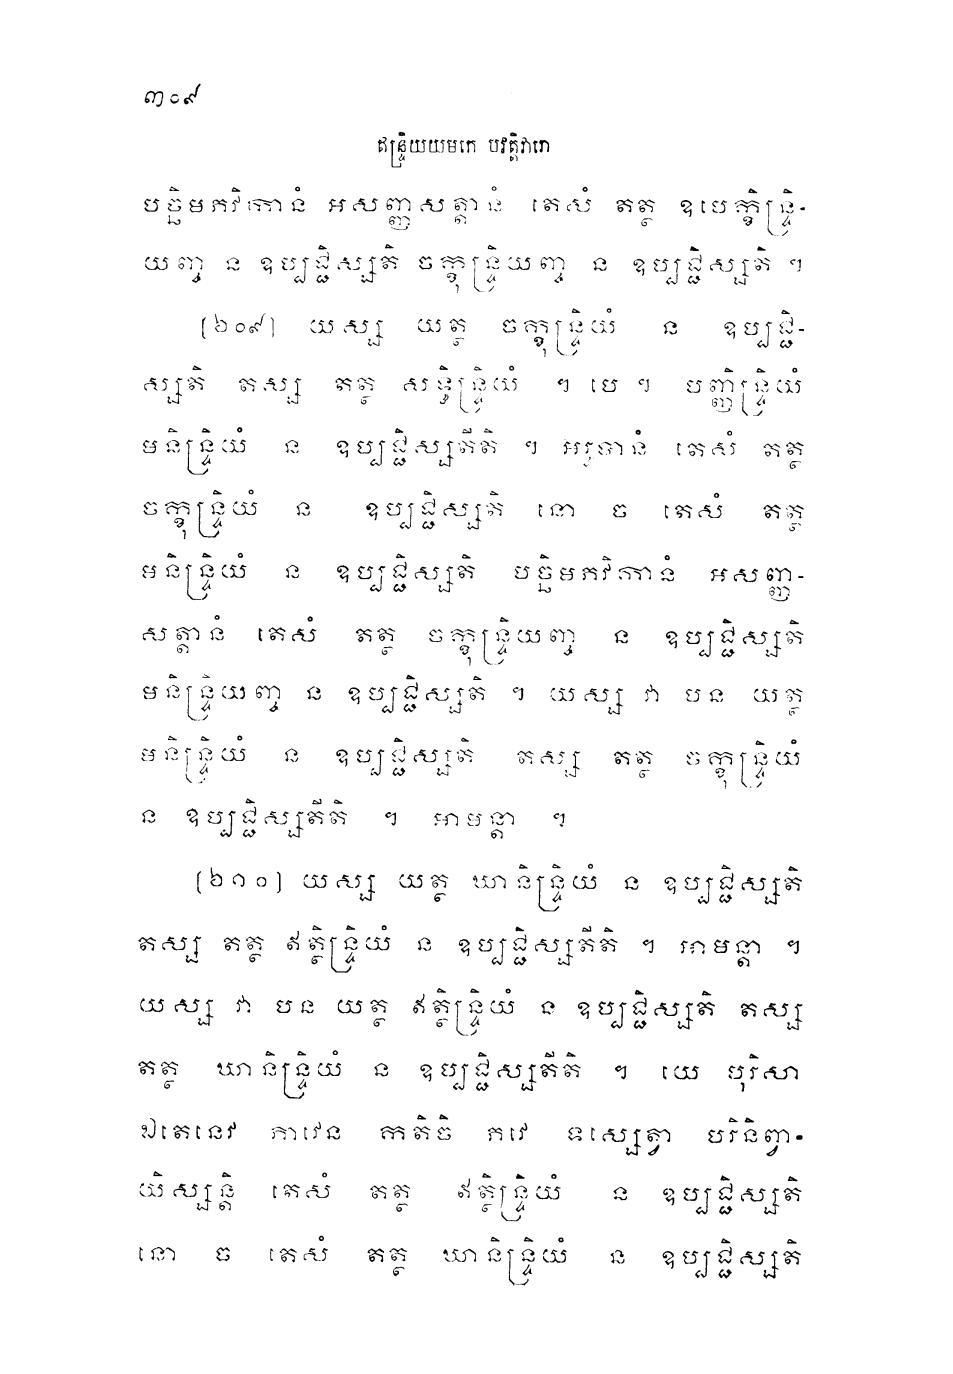 ៣០៩
ឥន្ទ្រិយយមកេ បវត្តិវារោ
បច្ឆិមភវិកានំ អសញ្ញសត្តានំ តេសំ តត្ថ ឧបេក្ខិន្ទ្រិ-
យញ្ច ន ឧប្បជ្ជិស្សតិ ចក្ខុន្ទ្រិយញ្ច ន ឧប្បជ្ជិស្សតិ ។
(៦០៩) យស្ស យត្ថ ចក្ខុន្ទ្រិយំ ន ឧប្បជ្ជិ-
ស្សតិ តស្ស តត្ថ សទ្ធិន្ទ្រិយំ ។ បេ ។ បញ្ញិន្ទ្រិយំ
មនិន្ទ្រិយំ ន ឧប្បជ្ជិស្សតីតិ ។ អរូបានំ តេសំ តត្ថ
ចក្ខុន្ទ្រិយំ ន ឧប្បជ្ជិស្សតិ នោ ច តេសំ តត្ថ
មនិន្ទ្រិយំ ន ឧប្បជ្ជិស្សតិ បច្ឆិមភវិកានំ អសញ្ញ-
សត្តានំ តេសំ តត្ថ ចក្ខុន្ទ្រិយញ្ច ន ឧប្បជ្ជិស្សតិ
មនិន្ទ្រិយញ្ច ន ឧប្បជ្ជិស្សតិ ។ យស្ស វា បន យត្ថ
មនិន្ទ្រិយំ ន ឧប្បជ្ជិស្សតិ តស្ស តត្ថ ចក្ខុន្ទ្រិយំ
ន ឧប្បជ្ជិស្សតីតិ ។ អាមន្តា ។
(៦១០) យស្ស យត្ថ ឃានិន្ទ្រិយំ ន ឧប្បជ្ជិស្សតិ
តស្ស តត្ថ ឥត្ថិន្ទ្រិយំ ន ឧប្បជ្ជិស្សតីតិ ។ អាមន្តា ។
យស្ស វា បន យត្ថ ឥត្ថិន្ទ្រិយំ ន ឧប្បជ្ជិស្សតិ តស្ស
តត្ថ ឃានិន្ទ្រិយំ ន ឧប្បជ្ជិស្សតីតិ ។ យេ បុរិសា
ឯតេនេវ ភាវេន កតិចិ ភវេ ទស្សេត្វា បរិនិព្វា-
យិស្សន្តិ តេសំ តត្ថ ឥត្ថិន្ទ្រិយំ ន ឧប្បជ្ជិស្សតិ
នោ ច តេសំ តត្ថ ឃានិន្ទ្រិយំ ន ឧប្បជ្ជិស្សតិ